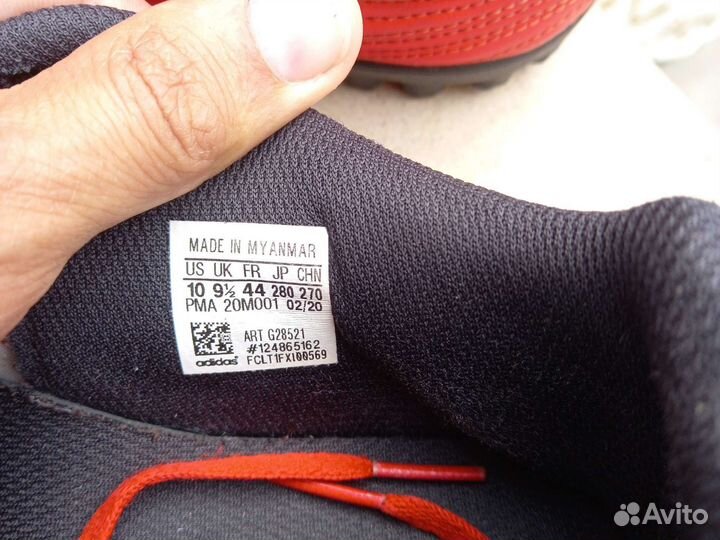 MADE IN MYANMAR
US UK FR JP CHN
10 9½ 44 280 270
PMA 20M001 02/20
ART G28521
#124865162
adidas FCLT1FXI00569
Avito